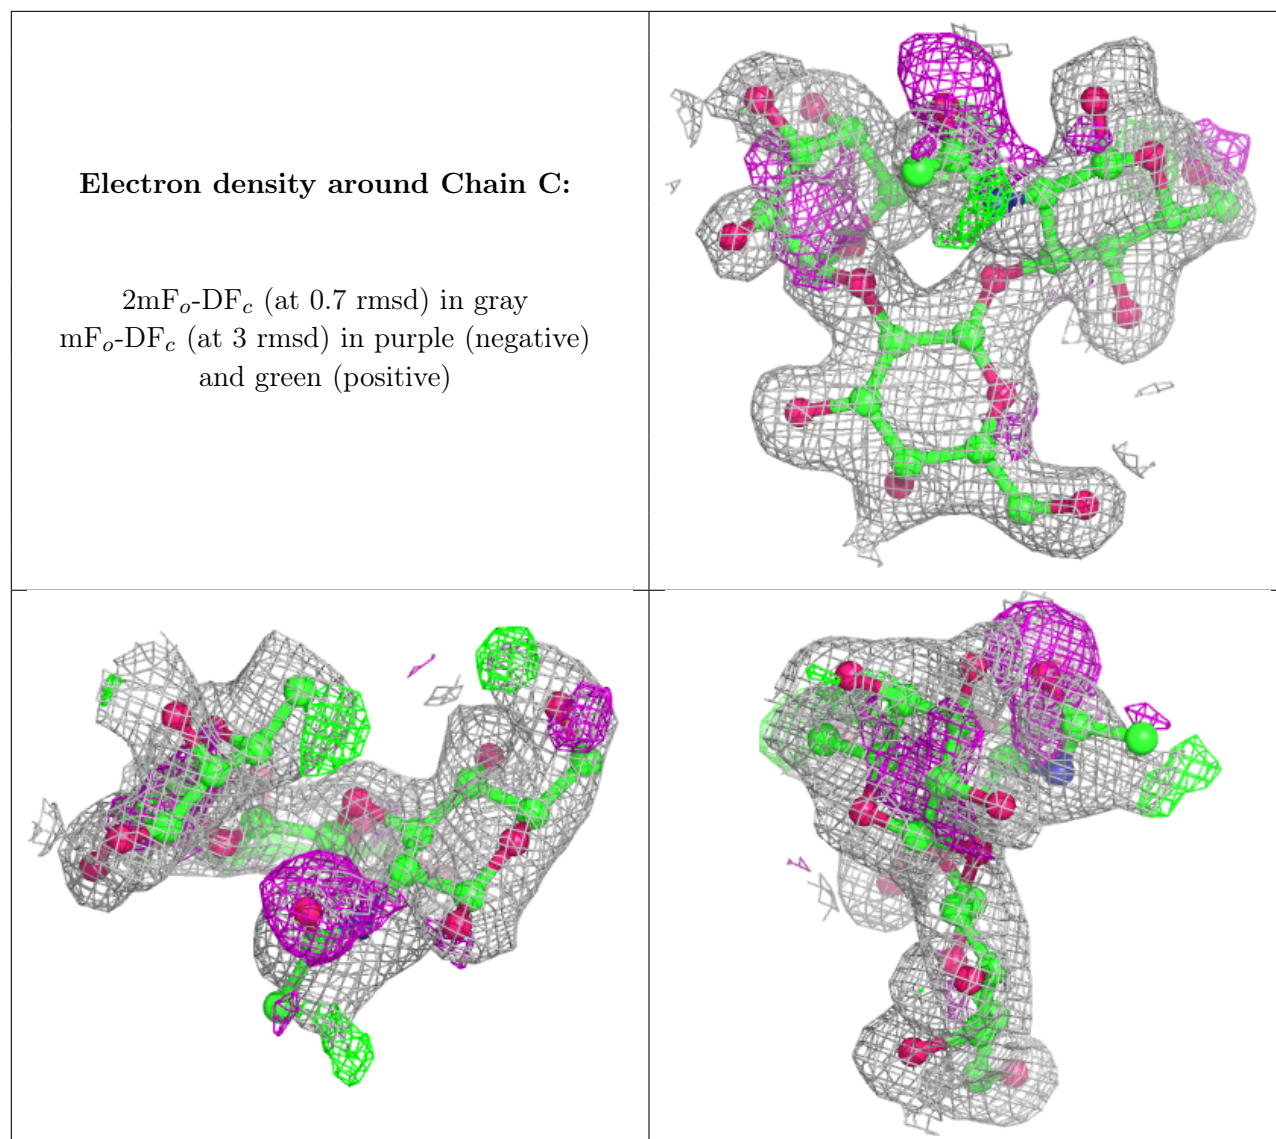 Electron density around Chain C:
2mFo-DFc (at 0.7 rmsd) in gray
mFo-DFc (at 3 rmsd) in purple (negative)
and green (positive)